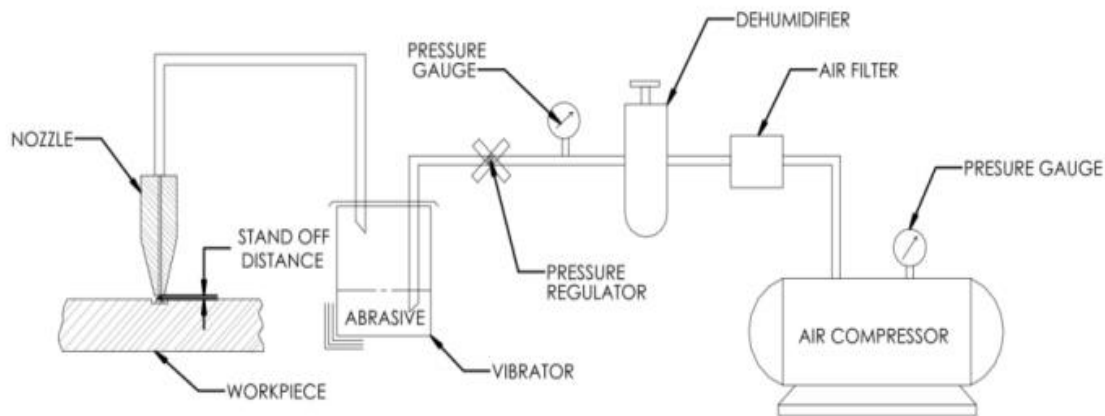 DEHUMIDIFIER
PRESSURE
GAUGE
AIR FILTER
NOZZLE
PRESURE GAUGE
STAND OFF
DISTANCE
PRESSURE
REGULATOR
ABRASIVE
AIR COMPRESSOR
VIBRATOR
WORKPIECE